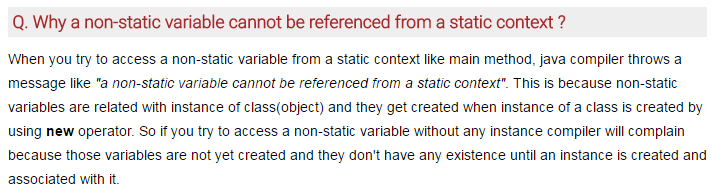 Q. Why a non-static variable cannot be referenced from a static context ?
When you try to access a non-static variable from a static context like main method, java compiler throws a
message like "a non-static variable cannot be referenced from a static context". This is because non-static
variables are related with instance of class(object) and they get created when instance of a class is created by
using new operator. So if you try to access a non-static variable without any instance compiler will complain
because those variables are not yet created and they don't have any existence until an instance is created and
associated with it.